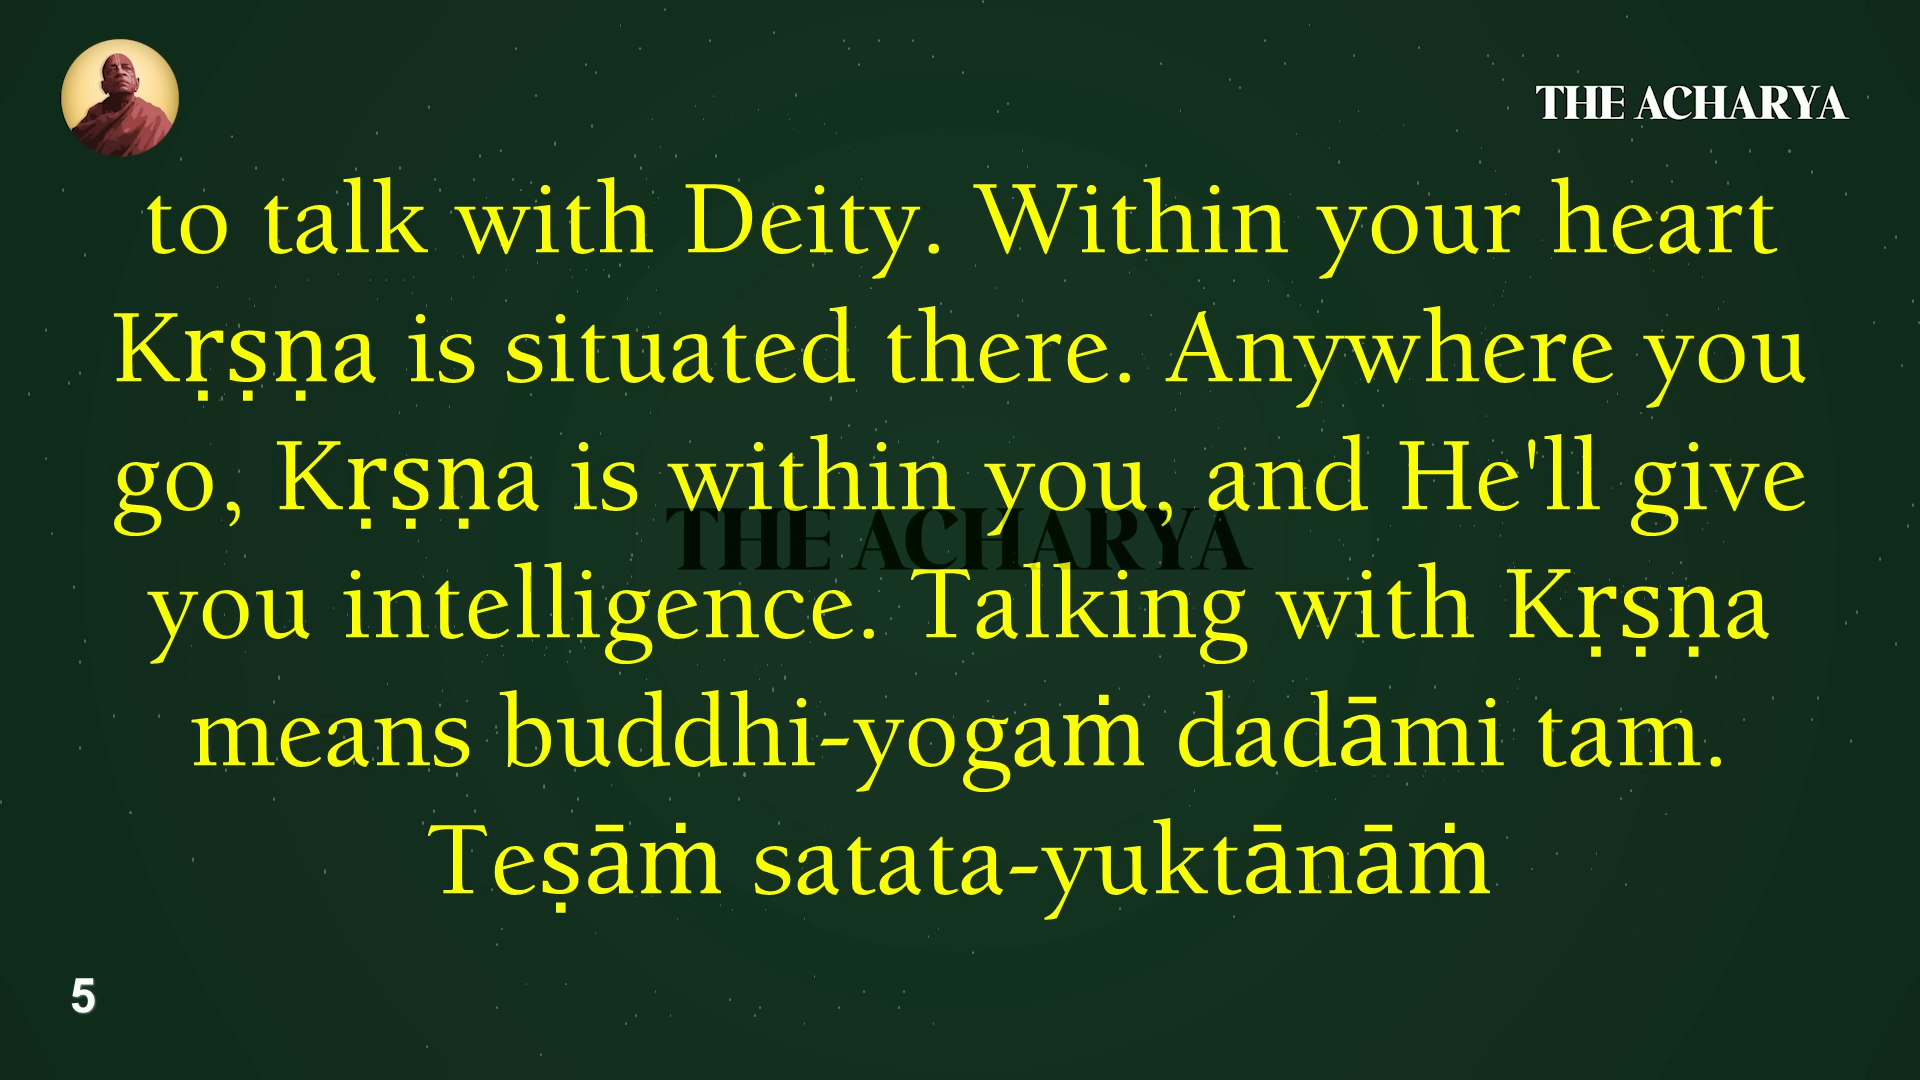 THE ACHARYA
to talk with Deity. Within your heart
Kṛṣṇa is situated there. Anywhere you
go, Kṛṣṇa is within you, and He'll give
THE ACHARYA
you intelligence. Talking with Kṛṣṇa
means buddhi-yogaṁ dadāmi tam.
Teṣāṁ satata-yuktānāṁ
5